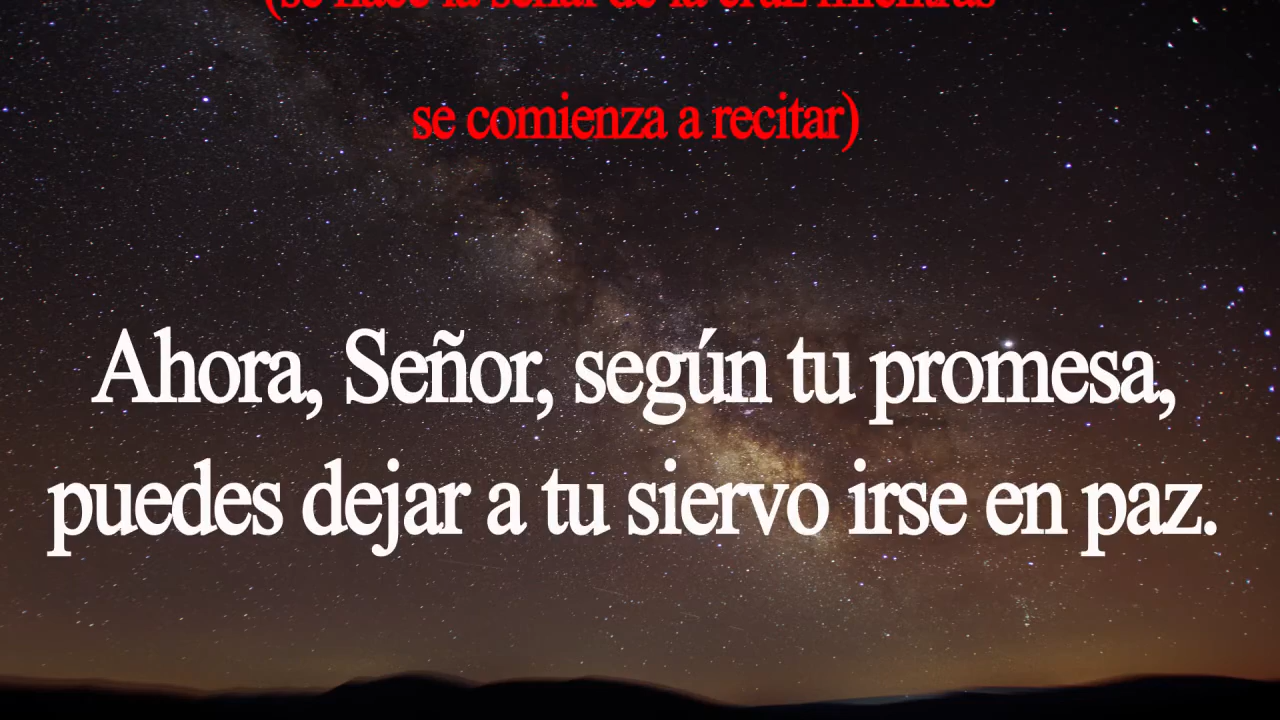 (se hace la señal de la cruz mientras
se comienza a recitar)
Ahora, Señor, según tu promesa,
puedes dejar a tu siervo irse en paz.